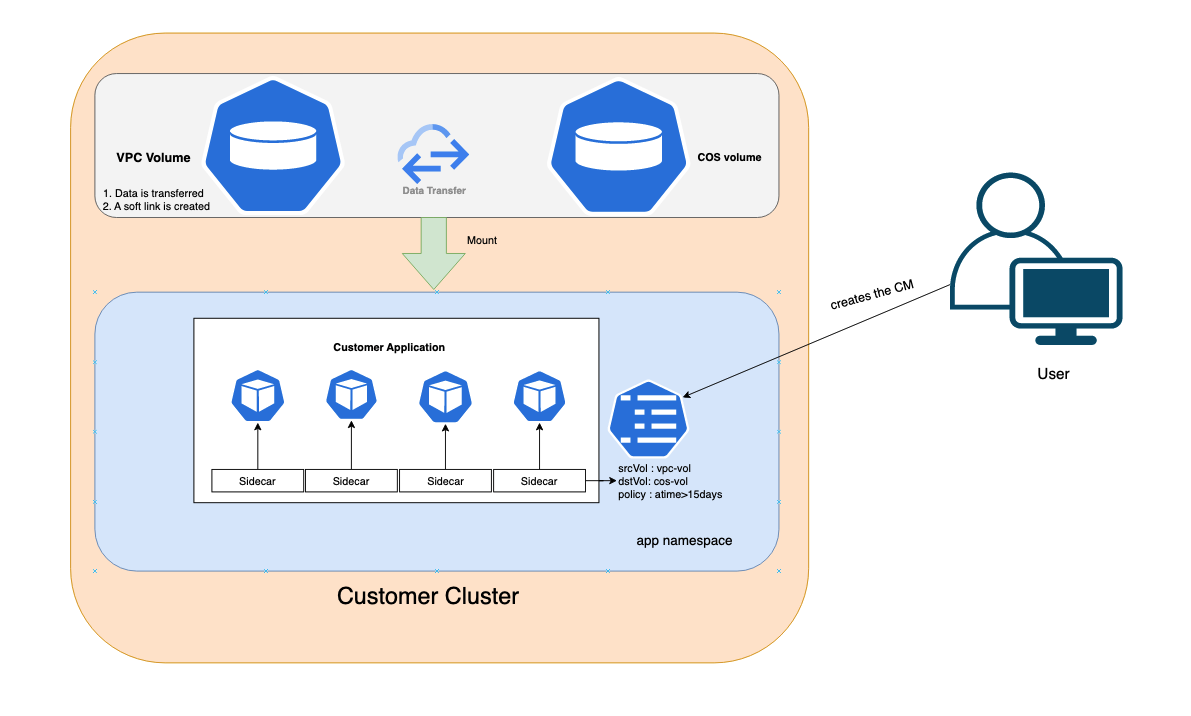 VPC Volume
COS volume
1. Data is transferred
2. A soft link is created
Data Transfer
Mount
creates the CM
User
Customer Application
Sidecar
Sidecar
Sidecar
Sidecar
srcVol : vpc-vol
dstVol: cos-vol
policy : atime>15days
app namespace
Customer Cluster